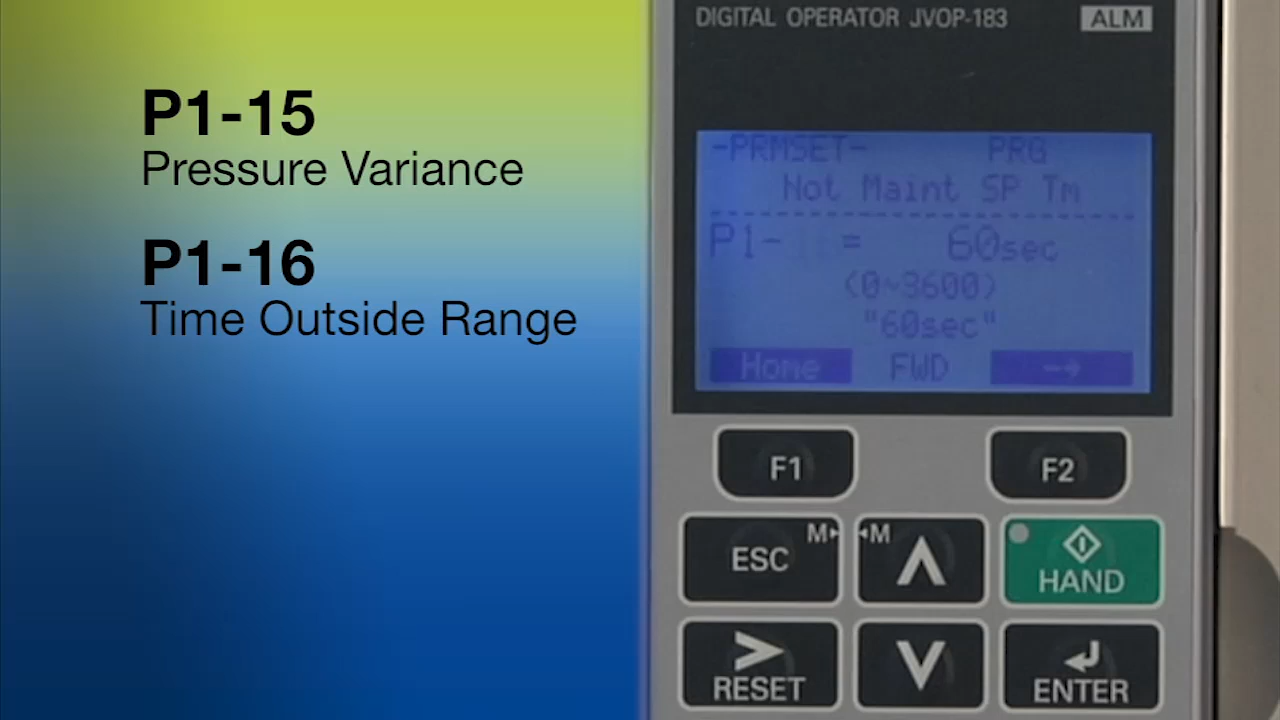 P1-15
Pressure Variance
P1-16
Time Outside Range
DIGITAL OPERATOR JVOP-183
ALM
-PRMSET- PRG
Not Maint SP Tm
P1- = 60sec
(0~3600)
"60sec"
Home FWD →
F1
F2
ESC
M
M
HAND
RESET
ENTER